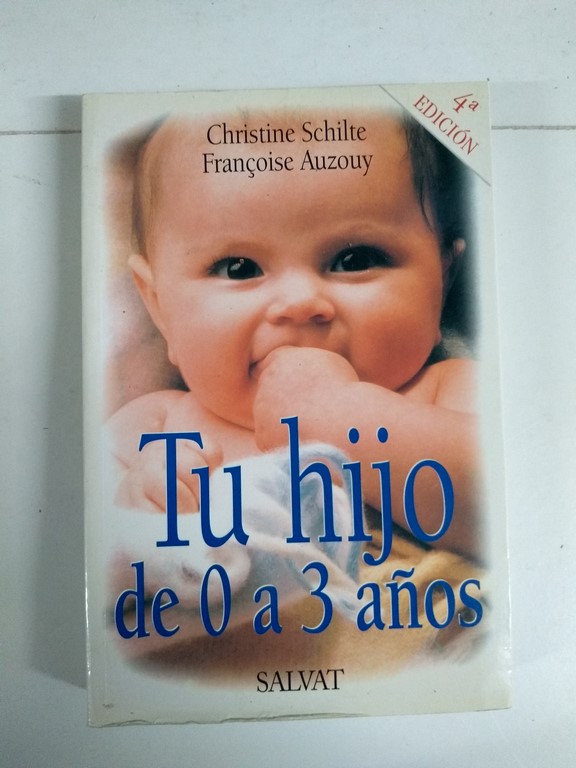 4ª
EDICIÓN
Christine Schilte
Françoise Auzouy
Tu hijo
de 0 a 3 años
SALVAT